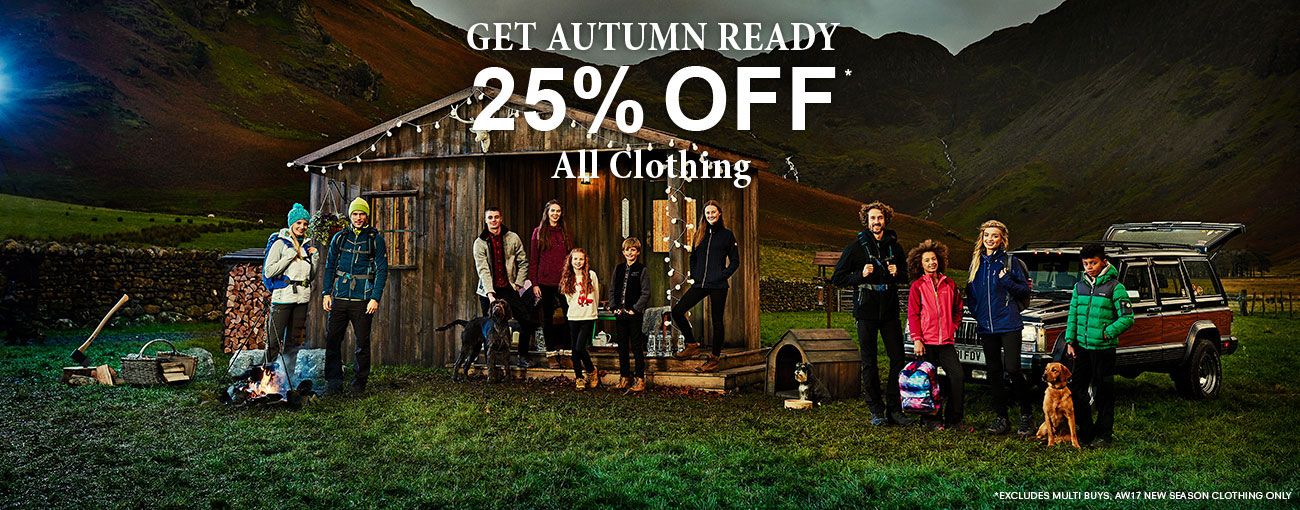 GET AUTUMN READY
25% OFF*
All Clothing
*EXCLUDES MULTI BUYS, AW17 NEW SEASON CLOTHING ONLY